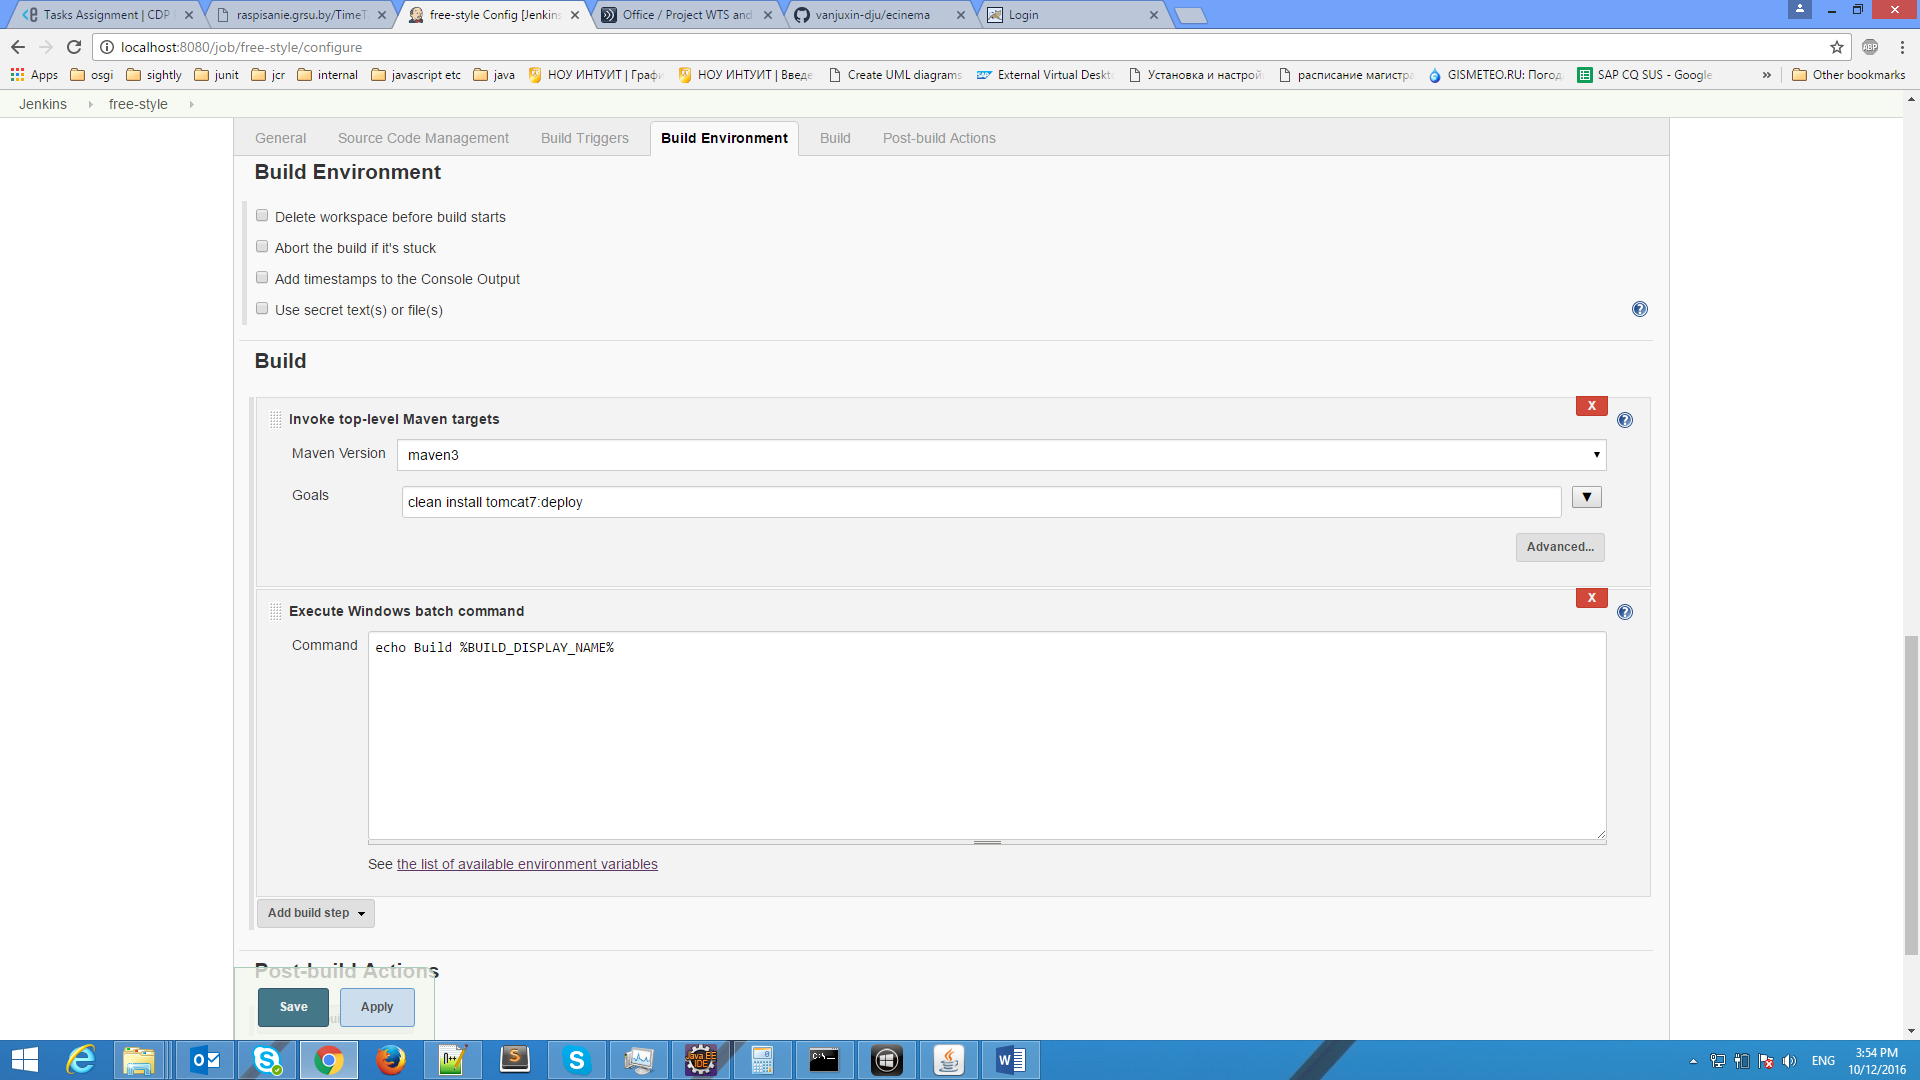 Tasks Assignment | CDP
raspisanie.grsu.by/TimeT
free-style Config [Jenkins
Office / Project WTS and
vanjuxin-dju/ecinema
Login
localhost:8080/job/free-style/configure
ABP
Apps
osgi
sightly
junit
jcr
internal
javascript etc
java
НОУ ИНТУИТ | Графи
НОУ ИНТУИТ | Введе
Create UML diagrams
External Virtual Deskt
Установка и настрой
расписание магистра
GISMETEO.RU: Погод
SAP CQ SUS - Google
»
Other bookmarks
Jenkins
free-style
General
Source Code Management
Build Triggers
Build Environment
Build
Post-build Actions
Build Environment
Delete workspace before build starts
Abort the build if it's stuck
Add timestamps to the Console Output
Use secret text(s) or file(s)
Build
Invoke top-level Maven targets
X
Maven Version
maven3
Goals
clean install tomcat7:deploy
Advanced...
Execute Windows batch command
X
Command
echo Build %BUILD_DISPLAY_NAME%
See the list of available environment variables
Add build step
Post-build Actions
Save
Apply
ENG
3:54 PM
10/12/2016